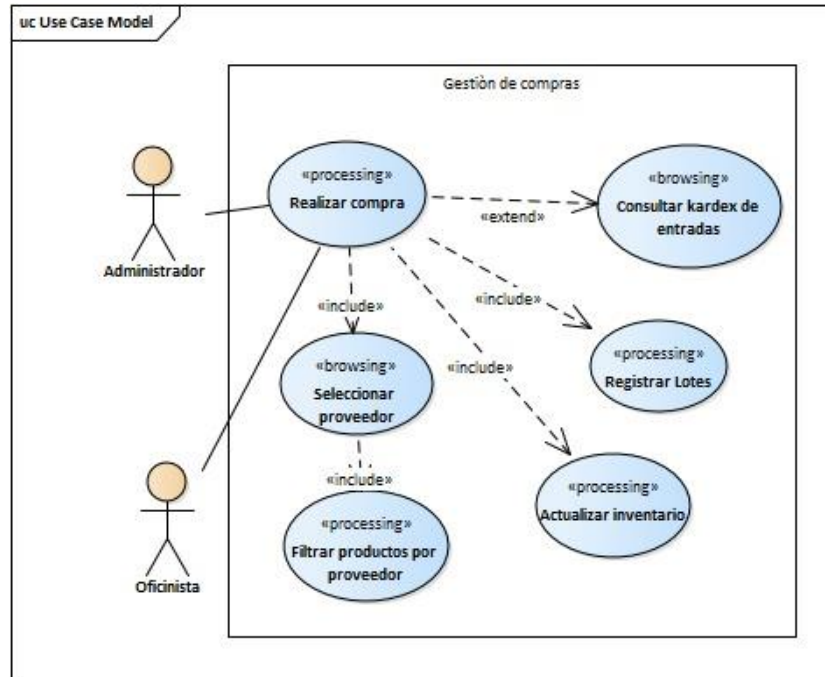 uc Use Case Model
Gestiòn de compras
«processing»
Realizar compra
«browsing»
Consultar kardex de
entradas
«extend»
Administrador
«include»
«include»
«processing»
Registrar Lotes
«browsing»
Seleccionar
proveedor
«include»
«include»
«processing»
Actualizar inventario
«processing»
Filtrar productos por
proveedor
Oficinista